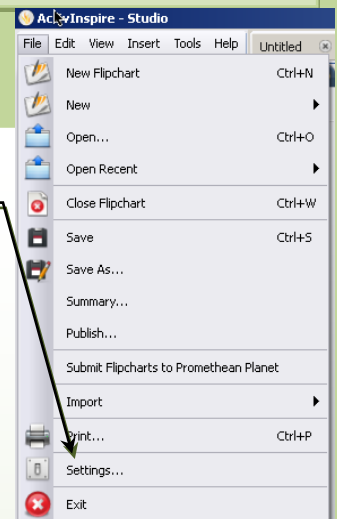 ActivInspire - Studio
File Edit View Insert Tools Help Untitled
New Flipchart Ctrl+N
New
Open... Ctrl+O
Open Recent
Close Flipchart Ctrl+W
Save Ctrl+S
Save As...
Summary...
Publish...
Submit Flipcharts to Promethean Planet
Import
Print... Ctrl+P
Settings...
Exit